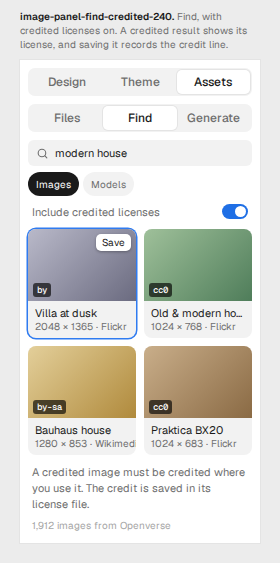 image-panel-find-credited-240. Find, with
credited licenses on. A credited result shows its
license, and saving it records the credit line.
Design Theme Assets
Files Find Generate
modern house
Images Models
Include credited licenses
Save
by cc0
Villa at dusk Old & modern ho...
2048 × 1365 · Flickr 1024 × 768 · Flickr
by-sa cc0
Bauhaus house Praktica BX20
1280 × 853 · Wikimed 1024 × 683 · Flickr
A credited image must be credited where
you use it. The credit is saved in its
license file.
1,912 images from Openverse